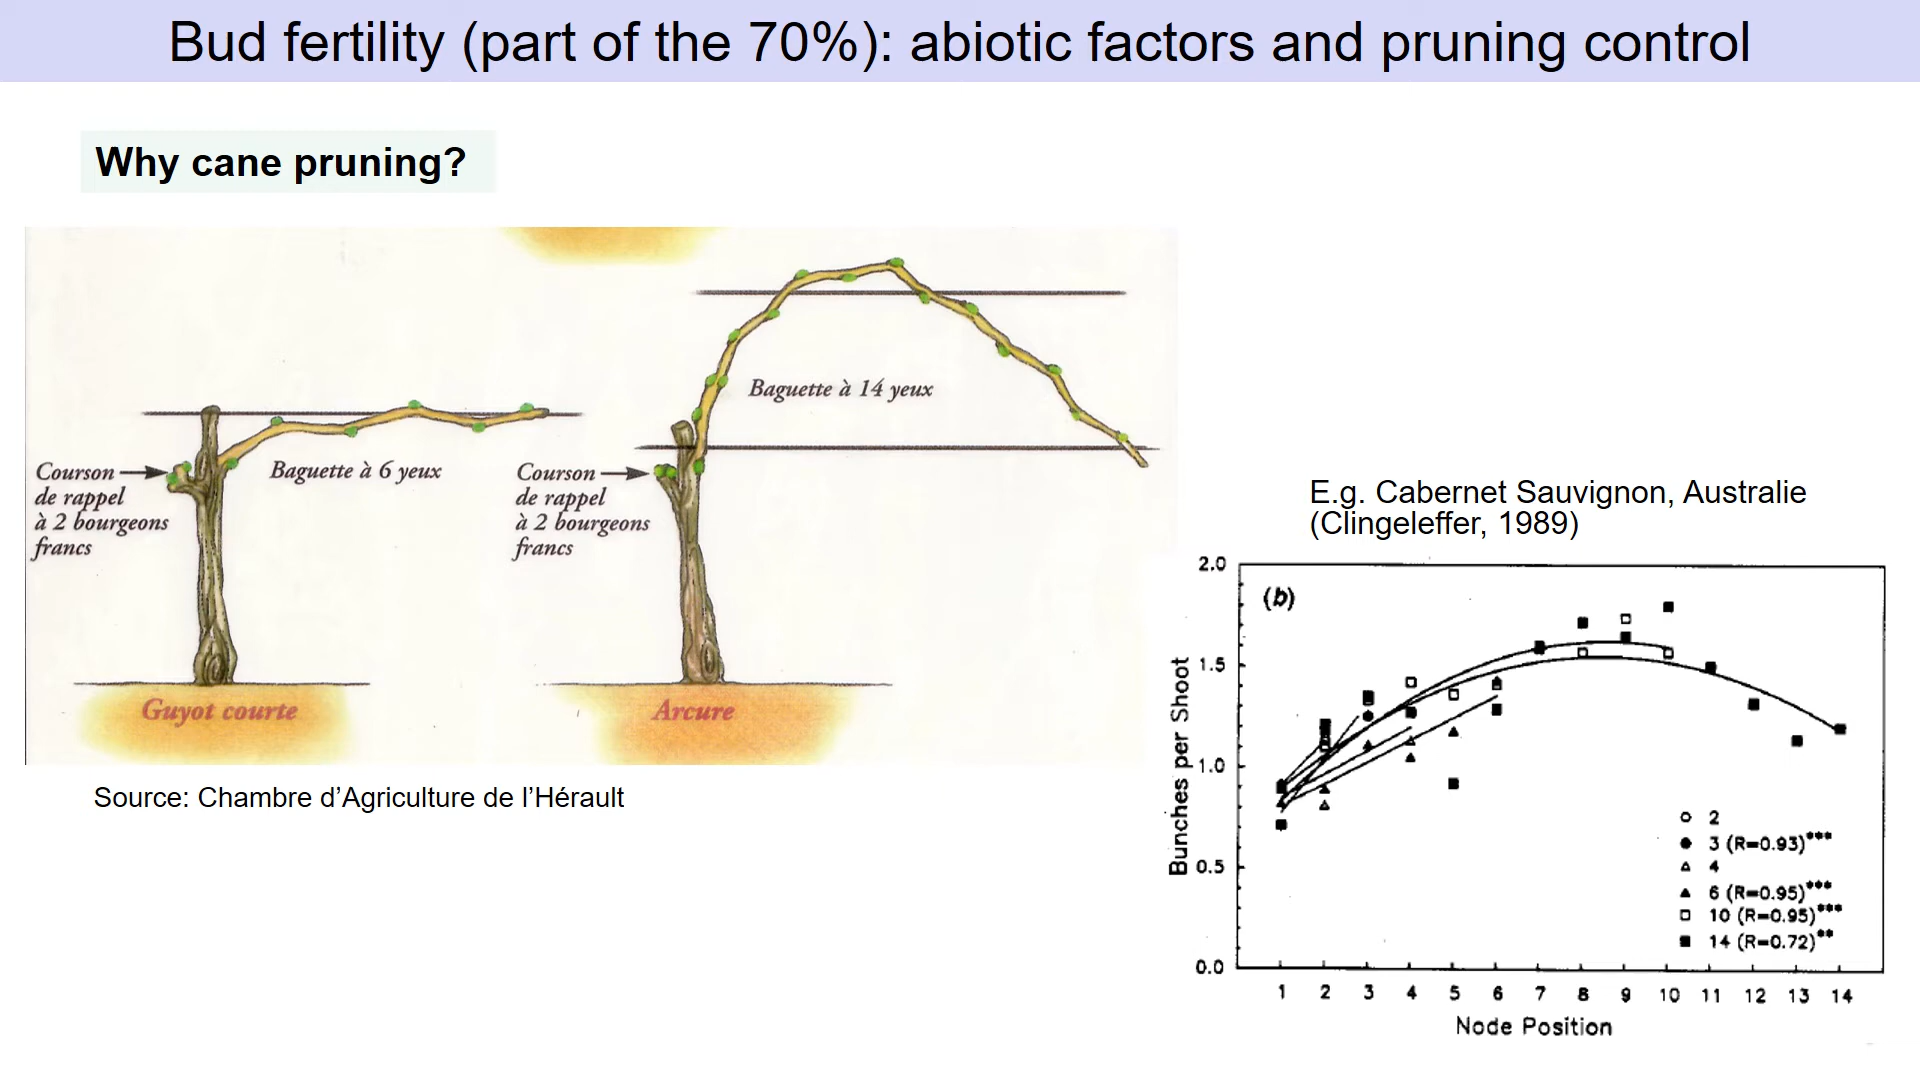 Bud fertility (part of the 70%): abiotic factors and pruning control
Why cane pruning?
Baguette à 14 yeux
Courson
de rappel
à 2 bourgeons
francs
Baguette à 6 yeux
Courson
de rappel
à 2 bourgeons
francs
Guyot courte
Arcure
Source: Chambre d’Agriculture de l’Hérault
E.g. Cabernet Sauvignon, Australie
(Clingeleffer, 1989)
(b)
Bunches per Shoot
2.0
1.5
1.0
0.5
0.0
2
3 (R=0.93)***
4
6 (R=0.95)***
10 (R=0.95)***
14 (R=0.72)**
1 2 3 4 5 6 7 8 9 10 11 12 13 14
Node Position